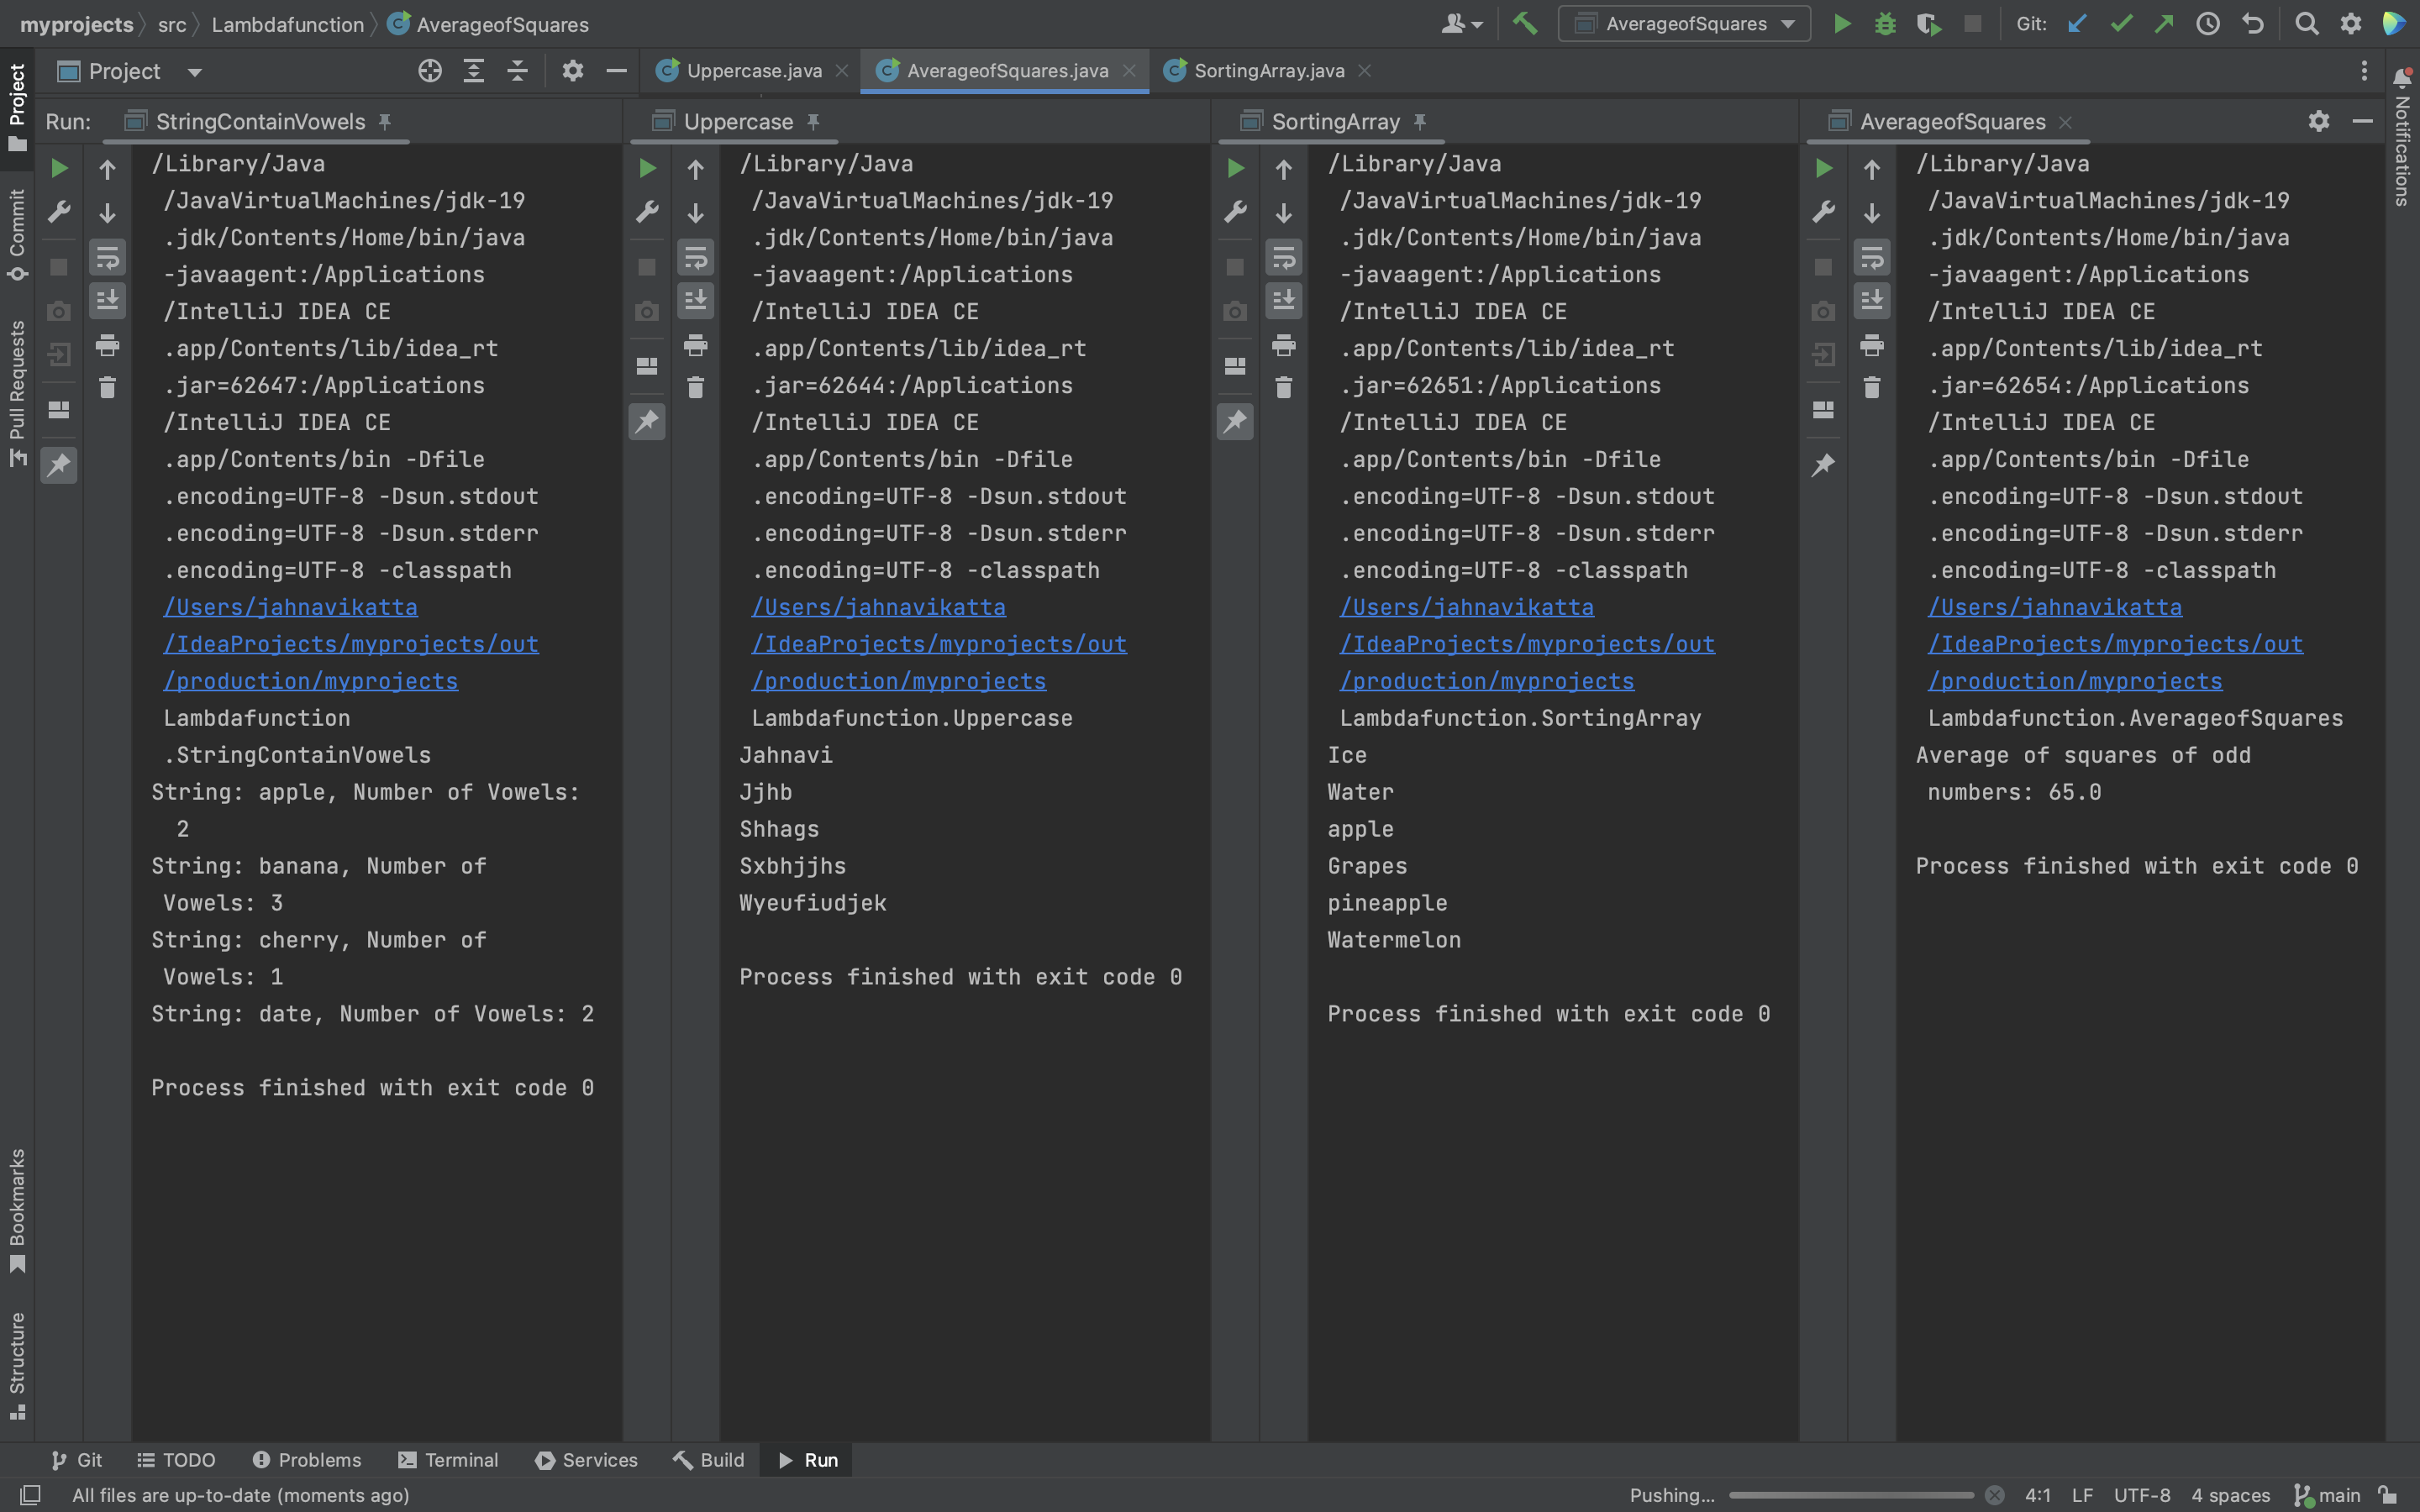 myprojects src Lambdafunction AverageofSquares
AverageofSquares Git:
Project
Uppercase.java AverageofSquares.java SortingArray.java
Run: StringContainVowels Uppercase SortingArray AverageofSquares
/Library/Java
/JavaVirtualMachines/jdk-19
.jdk/Contents/Home/bin/java
-javaagent:/Applications
/IntelliJ IDEA CE
.app/Contents/lib/idea_rt
.jar=62647:/Applications
/IntelliJ IDEA CE
.app/Contents/bin -Dfile
.encoding=UTF-8 -Dsun.stdout
.encoding=UTF-8 -Dsun.stderr
.encoding=UTF-8 -classpath
/Users/jahnavikatta
/IdeaProjects/myprojects/out
/production/myprojects
Lambdafunction
.StringContainVowels
String: apple, Number of Vowels:
2
String: banana, Number of
Vowels: 3
String: cherry, Number of
Vowels: 1
String: date, Number of Vowels: 2
Process finished with exit code 0
/Library/Java
/JavaVirtualMachines/jdk-19
.jdk/Contents/Home/bin/java
-javaagent:/Applications
/IntelliJ IDEA CE
.app/Contents/lib/idea_rt
.jar=62644:/Applications
/IntelliJ IDEA CE
.app/Contents/bin -Dfile
.encoding=UTF-8 -Dsun.stdout
.encoding=UTF-8 -Dsun.stderr
.encoding=UTF-8 -classpath
/Users/jahnavikatta
/IdeaProjects/myprojects/out
/production/myprojects
Lambdafunction.Uppercase
Jahnavi
Jjhb
Shhags
Sxbhjjhs
Wyeufiudjek
Process finished with exit code 0
/Library/Java
/JavaVirtualMachines/jdk-19
.jdk/Contents/Home/bin/java
-javaagent:/Applications
/IntelliJ IDEA CE
.app/Contents/lib/idea_rt
.jar=62651:/Applications
/IntelliJ IDEA CE
.app/Contents/bin -Dfile
.encoding=UTF-8 -Dsun.stdout
.encoding=UTF-8 -Dsun.stderr
.encoding=UTF-8 -classpath
/Users/jahnavikatta
/IdeaProjects/myprojects/out
/production/myprojects
Lambdafunction.SortingArray
Ice
Water
apple
Grapes
pineapple
Watermelon
Process finished with exit code 0
/Library/Java
/JavaVirtualMachines/jdk-19
.jdk/Contents/Home/bin/java
-javaagent:/Applications
/IntelliJ IDEA CE
.app/Contents/lib/idea_rt
.jar=62654:/Applications
/IntelliJ IDEA CE
.app/Contents/bin -Dfile
.encoding=UTF-8 -Dsun.stdout
.encoding=UTF-8 -Dsun.stderr
.encoding=UTF-8 -classpath
/Users/jahnavikatta
/IdeaProjects/myprojects/out
/production/myprojects
Lambdafunction.AverageofSquares
Average of squares of odd
numbers: 65.0
Process finished with exit code 0
Project
Commit
Pull Requests
Bookmarks
Structure
Notifications
Git TODO Problems Terminal Services Build Run
All files are up-to-date (moments ago) Pushing... 4:1 LF UTF-8 4 spaces main